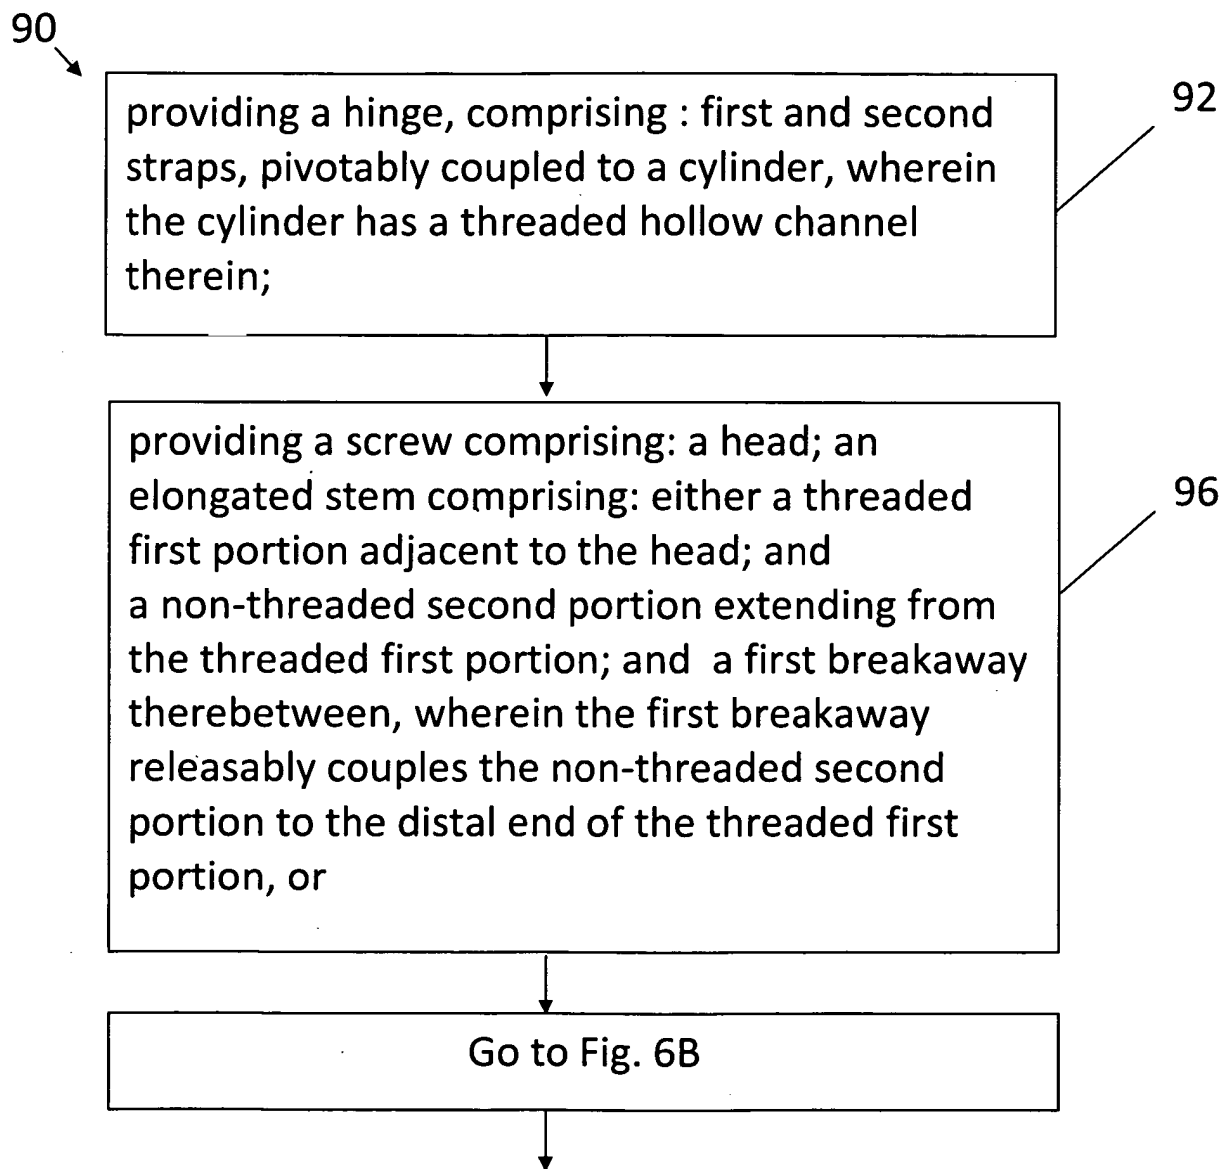 90
92
providing a hinge, comprising : first and second
straps, pivotably coupled to a cylinder, wherein
the cylinder has a threaded hollow channel
therein;
96
providing a screw comprising: a head; an
elongated stem comprising: either a threaded
first portion adjacent to the head; and
a non-threaded second portion extending from
the threaded first portion; and a first breakaway
therebetween, wherein the first breakaway
releasably couples the non-threaded second
portion to the distal end of the threaded first
portion, or
Go to Fig. 6B